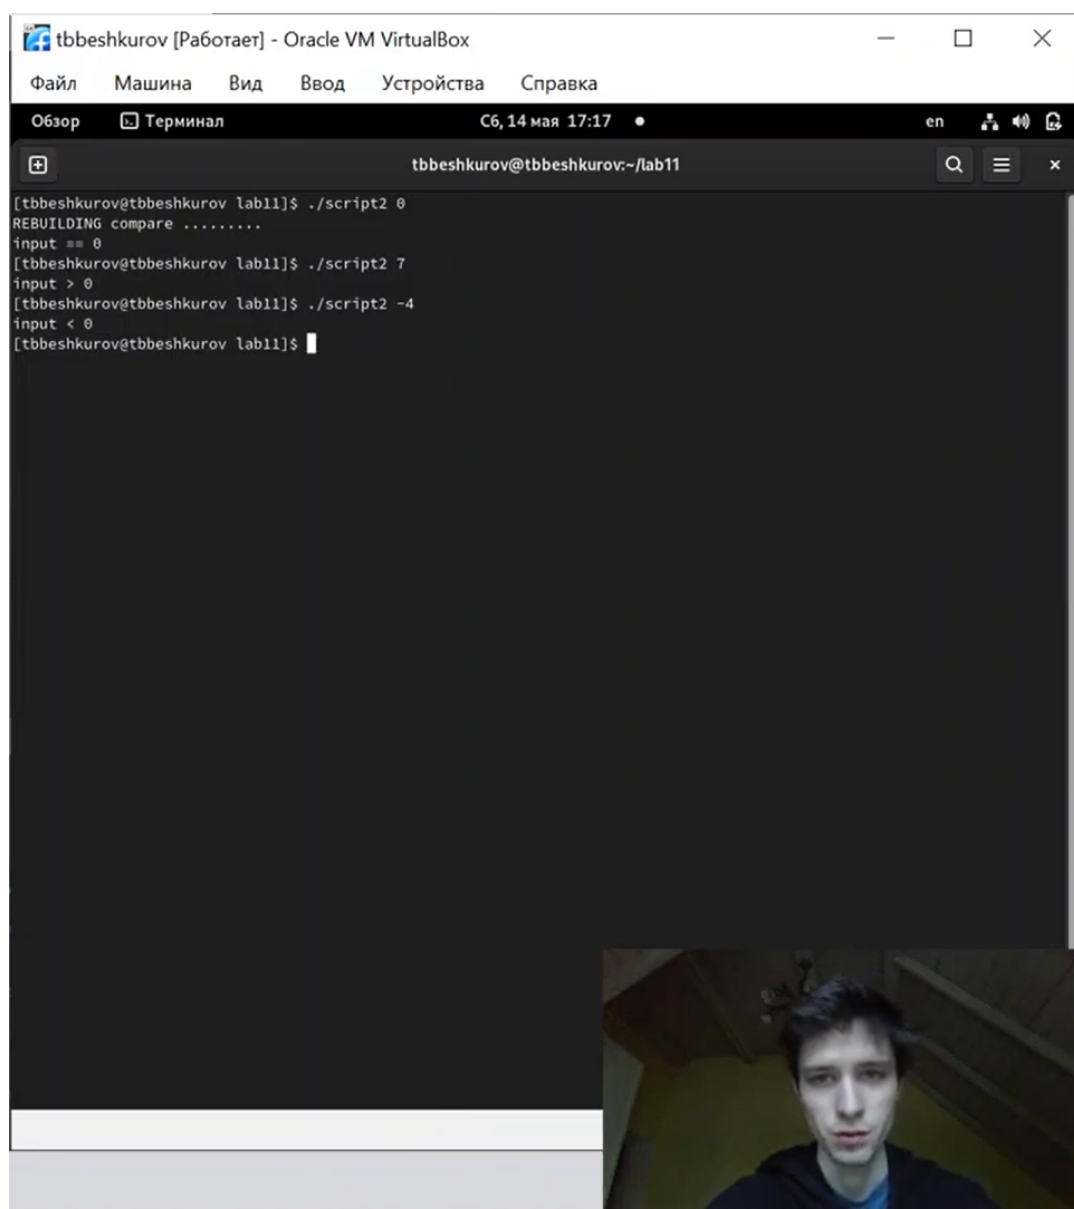 tbbeshkurov [Работает] - Oracle VM VirtualBox
Файл Машина Вид Ввод Устройства Справка
Обзор Терминал Сб, 14 мая 17:17 en
tbbeshkurov@tbbeshkurov:~/lab11
[tbbeshkurov@tbbeshkurov lab11]$ ./script2 0
REBUILDING compare .........
input == 0
[tbbeshkurov@tbbeshkurov lab11]$ ./script2 7
input > 0
[tbbeshkurov@tbbeshkurov lab11]$ ./script2 -4
input < 0
[tbbeshkurov@tbbeshkurov lab11]$